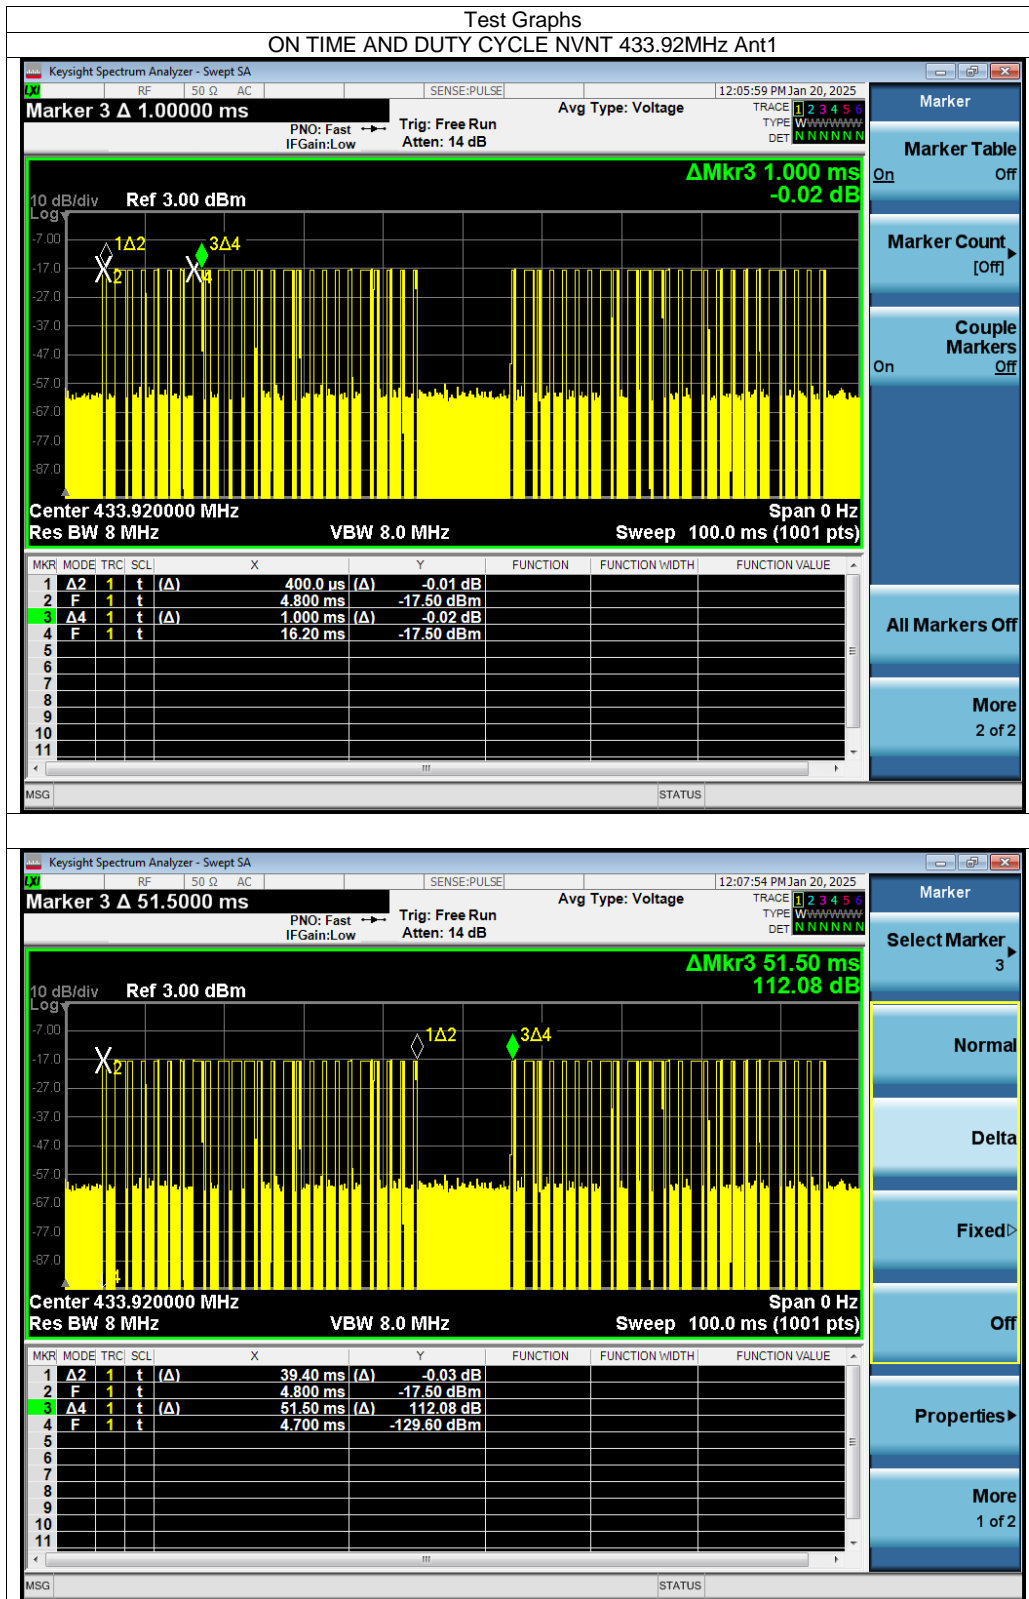 Test Graphs
ON TIME AND DUTY CYCLE NVNT 433.92MHz Ant1
Keysight Spectrum Analyzer - Swept SA
LXI RF 50 Ω AC SENSE:PULSE 12:05:59 PM Jan 20, 2025
Marker 3 Δ 1.00000 ms
PNO: Fast
IFGain:Low
Trig: Free Run
Atten: 14 dB
Avg Type: Voltage
TRACE 1 2 3 4 5 6
TYPE WWWWWW
DET N N N N N N
ΔMkr3 1.000 ms
-0.02 dB
10 dB/div Ref 3.00 dBm
Log
1Δ2
3Δ4
2
4
-7.00
-17.0
-27.0
-37.0
-47.0
-57.0
-67.0
-77.0
-87.0
Center 433.920000 MHz Span 0 Hz
Res BW 8 MHz VBW 8.0 MHz Sweep 100.0 ms (1001 pts)
MKR MODE TRC SCL X Y FUNCTION FUNCTION WIDTH FUNCTION VALUE
1 Δ2 1 t (Δ) 400.0 µs (Δ) -0.01 dB
2 F 1 t 4.800 ms -17.50 dBm
3 Δ4 1 t (Δ) 1.000 ms (Δ) -0.02 dB
4 F 1 t 16.20 ms -17.50 dBm
5
6
7
8
9
10
11
MSG STATUS
Marker
Marker Table
On Off
Marker Count
[Off]
Couple
Markers
On Off
All Markers Off
More
2 of 2
Keysight Spectrum Analyzer - Swept SA
LXI RF 50 Ω AC SENSE:PULSE 12:07:54 PM Jan 20, 2025
Marker 3 Δ 51.5000 ms
PNO: Fast
IFGain:Low
Trig: Free Run
Atten: 14 dB
Avg Type: Voltage
TRACE 1 2 3 4 5 6
TYPE WWWWWW
DET N N N N N N
ΔMkr3 51.50 ms
112.08 dB
10 dB/div Ref 3.00 dBm
Log
1Δ2
3Δ4
2
4
-7.00
-17.0
-27.0
-37.0
-47.0
-57.0
-67.0
-77.0
-87.0
Center 433.920000 MHz Span 0 Hz
Res BW 8 MHz VBW 8.0 MHz Sweep 100.0 ms (1001 pts)
MKR MODE TRC SCL X Y FUNCTION FUNCTION WIDTH FUNCTION VALUE
1 Δ2 1 t (Δ) 39.40 ms (Δ) -0.03 dB
2 F 1 t 4.800 ms -17.50 dBm
3 Δ4 1 t (Δ) 51.50 ms (Δ) 112.08 dB
4 F 1 t 4.700 ms -129.60 dBm
5
6
7
8
9
10
11
MSG STATUS
Marker
Select Marker
3
Normal
Delta
Fixed
Off
Properties
More
1 of 2